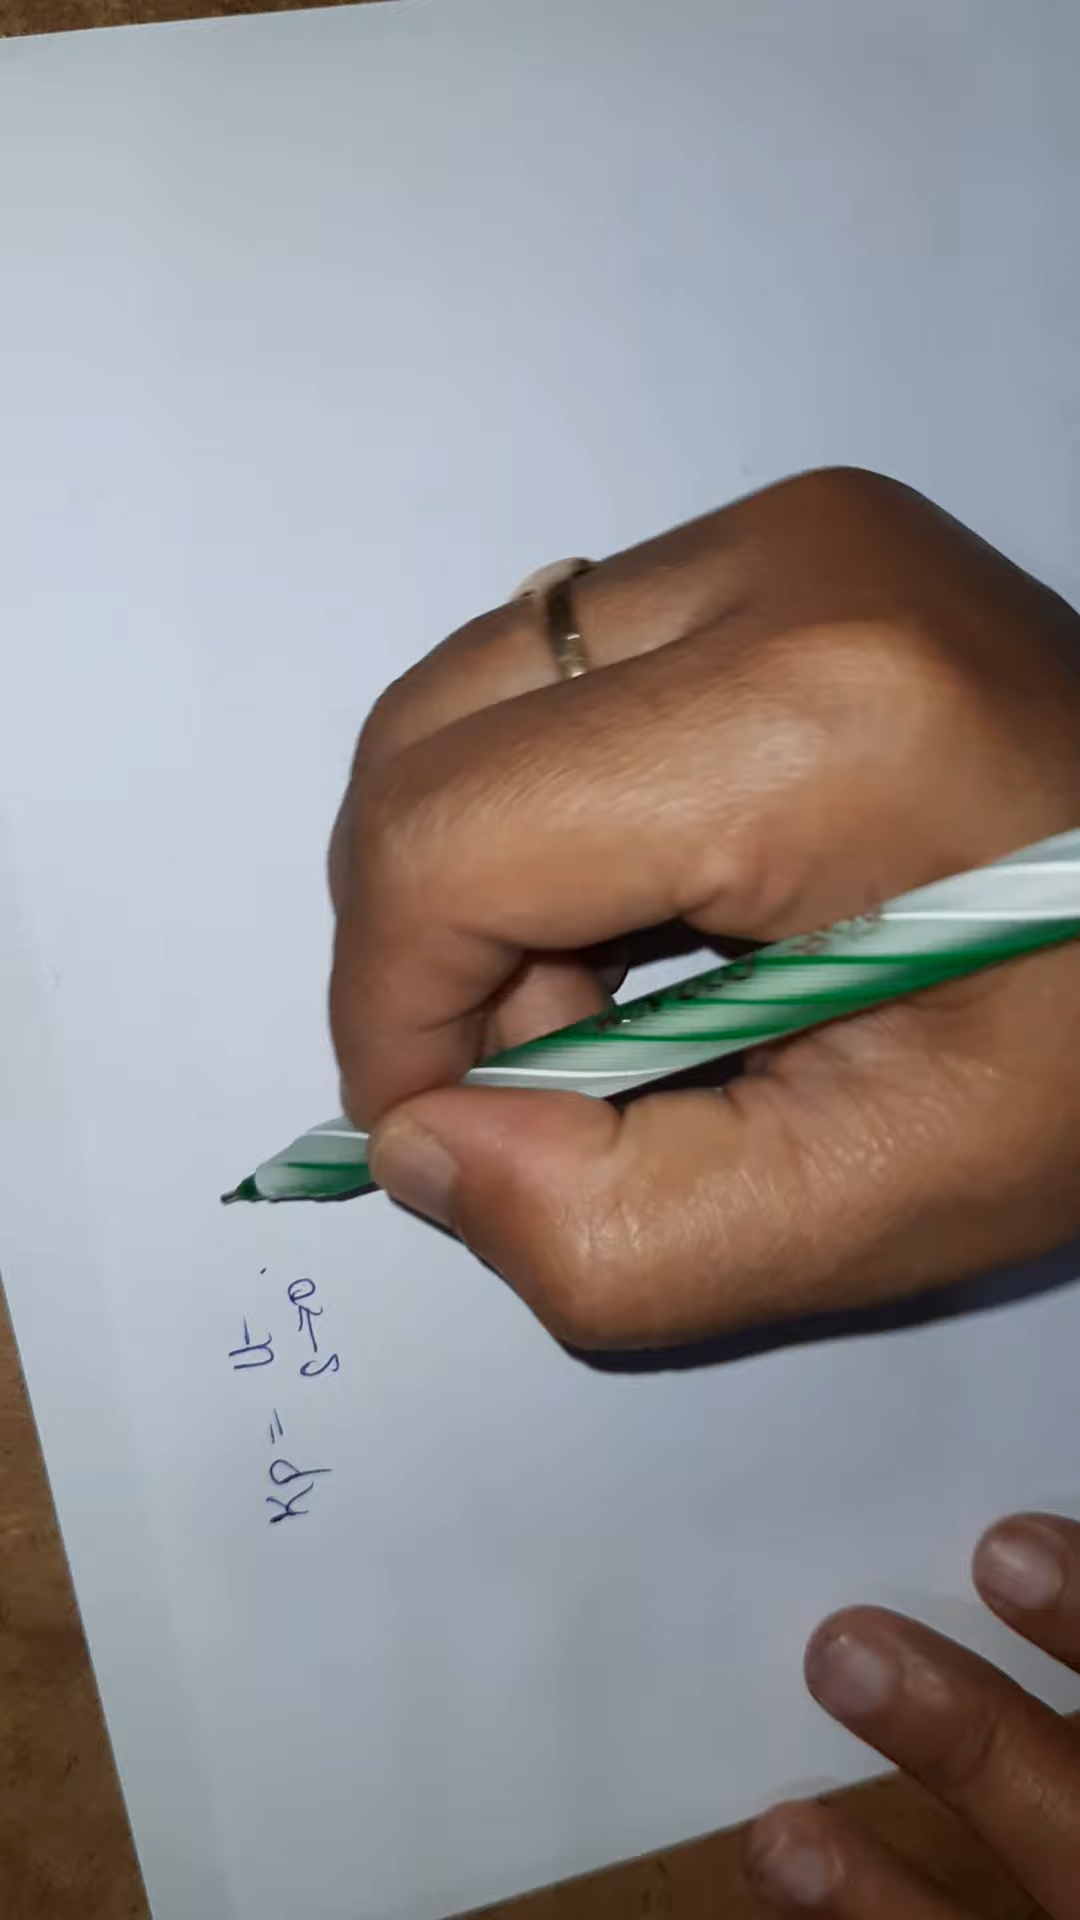 Kp = lt
s→0